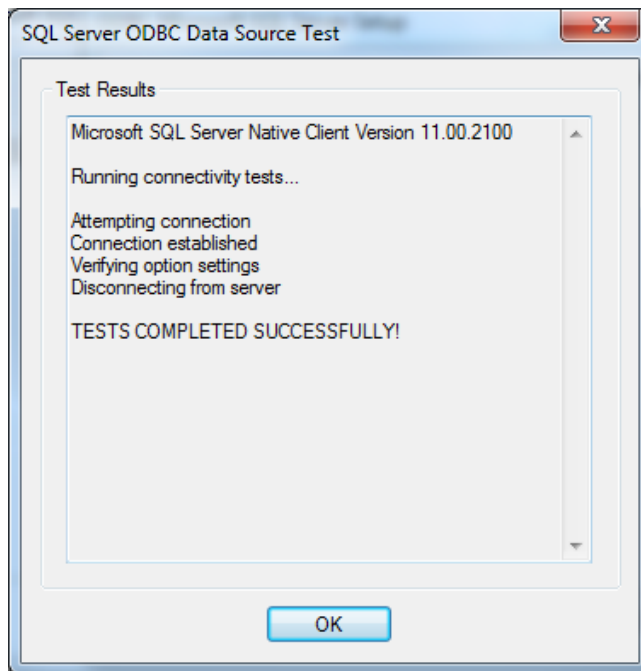 SQL Server ODBC Data Source Test
Test Results
Microsoft SQL Server Native Client Version 11.00.2100
Running connectivity tests...
Attempting connection
Connection established
Verifying option settings
Disconnecting from server
TESTS COMPLETED SUCCESSFULLY!
OK